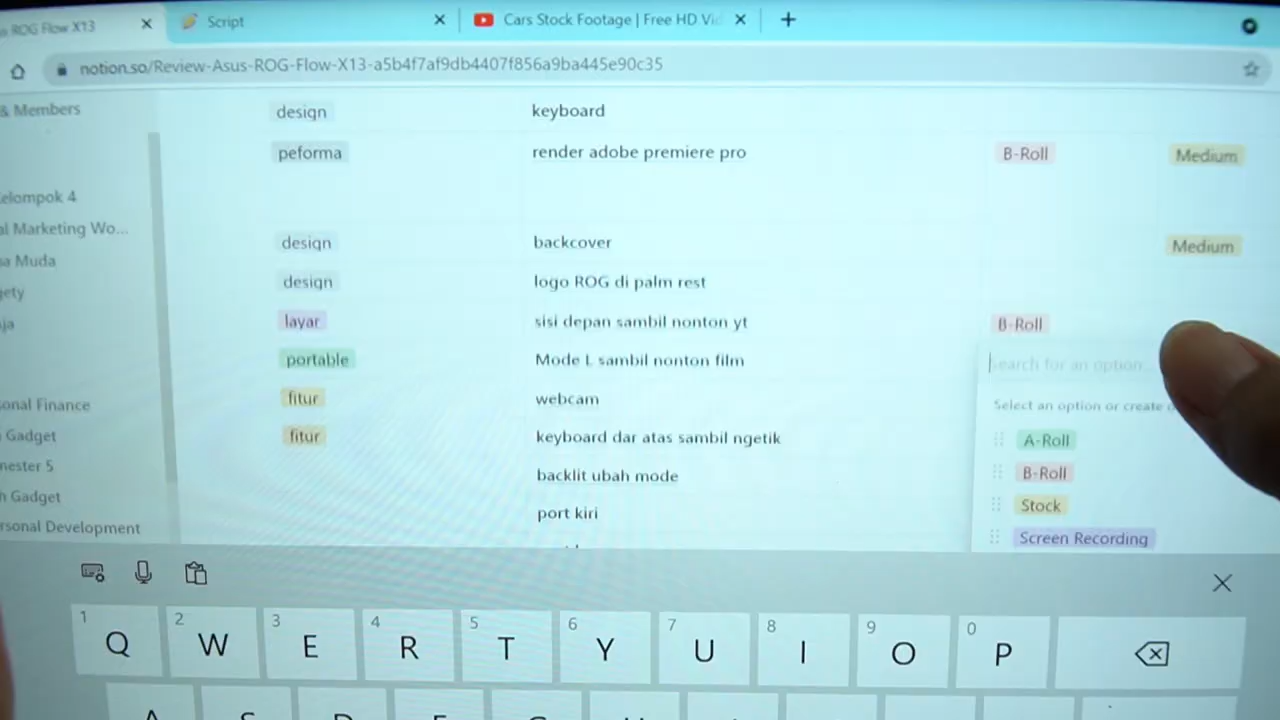 ROG Flow X13
Script
Cars Stock Footage | Free HD Vi
notion.so/Review-Asus-ROG-Flow-X13-a5b4f7af9db4407f856a9ba445e90c35
& Members
design keyboard
peforma render adobe premiere pro B-Roll Medium
elompok 4
al Marketing Wo...
a Muda
gety
ja
design backcover Medium
design logo ROG di palm rest
layar sisi depan sambil nonton yt B-Roll
portable Mode L sambil nonton film
Search for an option...
fitur webcam
Select an option or create
fitur keyboard dar atas sambil ngetik
A-Roll
backlit ubah mode
B-Roll
port kiri
Stock
Screen Recording
onal Finance
Gadget
mester 5
h Gadget
rsonal Development
1 2 3 4 5 6 7 8 9 0
Q W E R T Y U I O P
A S D F G